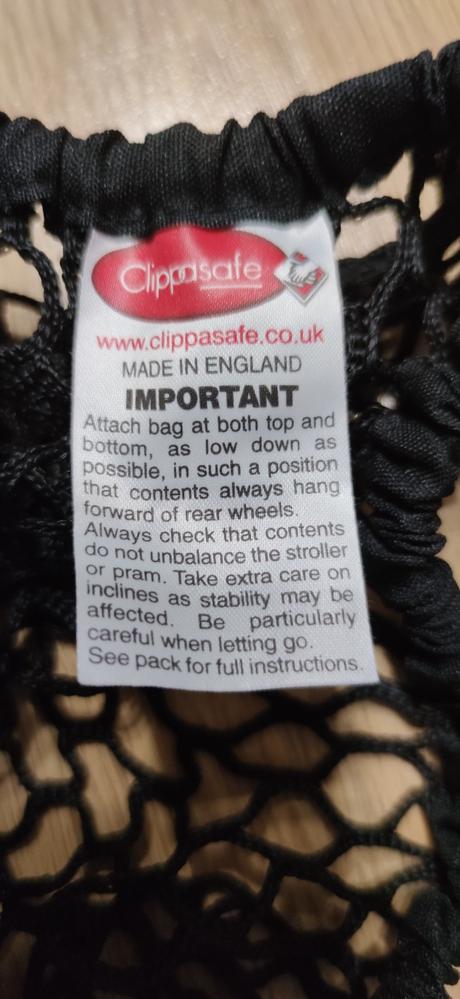 Clippasafe
www.clippasafe.co.uk
MADE IN ENGLAND
IMPORTANT
Attach bag at both top and
bottom, as low down as
possible, in such a position
that contents always hang
forward of rear wheels.
Always check that contents
do not unbalance the stroller
or pram. Take extra care on
inclines as stability may be
affected. Be particularly
careful when letting go.
See pack for full instructions.